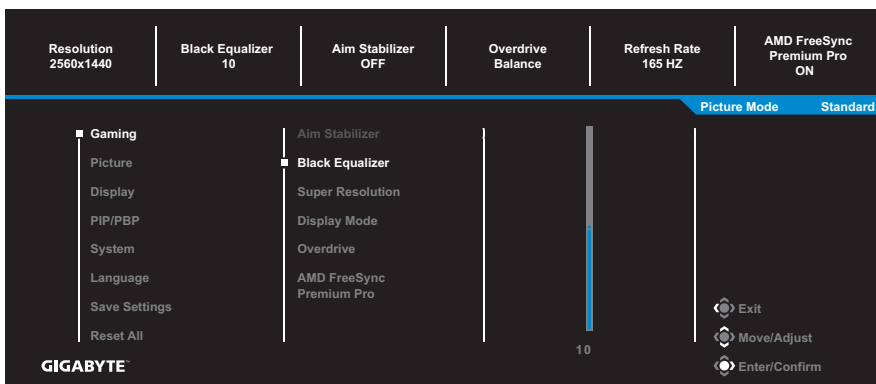 Resolution
2560x1440
Black Equalizer
10
Aim Stabilizer
OFF
Overdrive
Balance
Refresh Rate
165 HZ
AMD FreeSync
Premium Pro
ON
Picture Mode Standard
Gaming
Picture
Display
PIP/PBP
System
Language
Save Settings
Reset All
Aim Stabilizer
Black Equalizer
Super Resolution
Display Mode
Overdrive
AMD FreeSync
Premium Pro
10
Exit
Move/Adjust
Enter/Confirm
GIGABYTE™